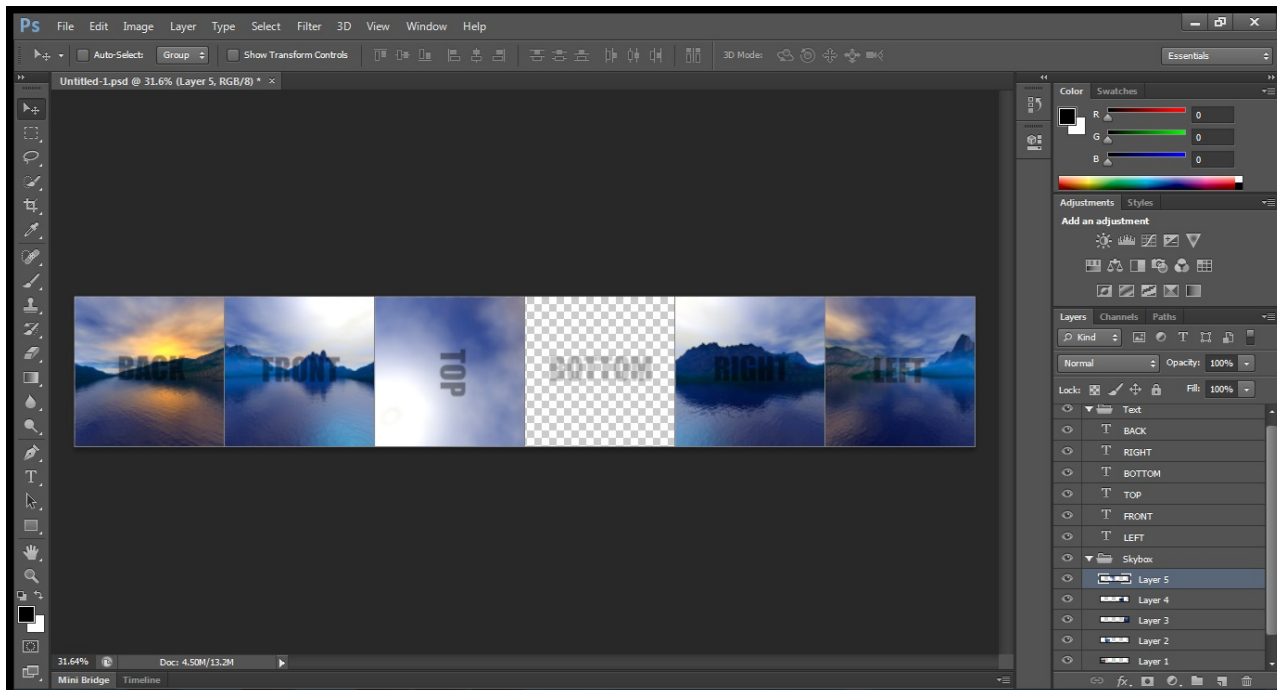 Ps File Edit Image Layer Type Select Filter 3D View Window Help
Auto-Select: Group Show Transform Controls 3D Mode: Essentials
Untitled-1.psd @ 31.6% (Layer 5, RGB/8) * ×
Color Swatches
R 0
G 0
B 0
Adjustments Styles
Add an adjustment
Layers Channels Paths
Kind
Normal Opacity: 100%
Lock: Fill: 100%
Text
T BACK
T RIGHT
T BOTTOM
T TOP
T FRONT
T LEFT
Skybox
Layer 5
Layer 4
Layer 3
Layer 2
Layer 1
fx.
BACK FRONT TOP BOTTOM RIGHT LEFT
31.64% Doc: 4.50M/13.2M
Mini Bridge Timeline